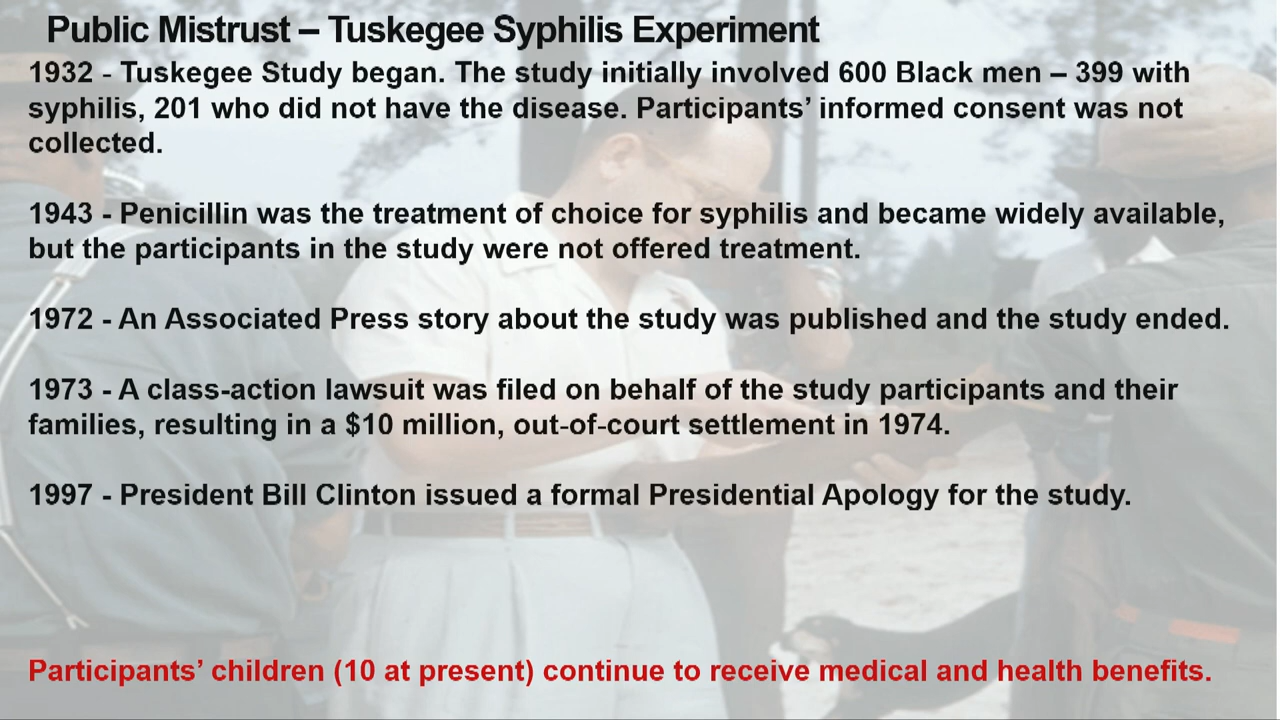 Public Mistrust – Tuskegee Syphilis Experiment
1932 - Tuskegee Study began. The study initially involved 600 Black men – 399 with
syphilis, 201 who did not have the disease. Participants’ informed consent was not
collected.
1943 - Penicillin was the treatment of choice for syphilis and became widely available,
but the participants in the study were not offered treatment.
1972 - An Associated Press story about the study was published and the study ended.
1973 - A class-action lawsuit was filed on behalf of the study participants and their
families, resulting in a $10 million, out-of-court settlement in 1974.
1997 - President Bill Clinton issued a formal Presidential Apology for the study.
Participants’ children (10 at present) continue to receive medical and health benefits.